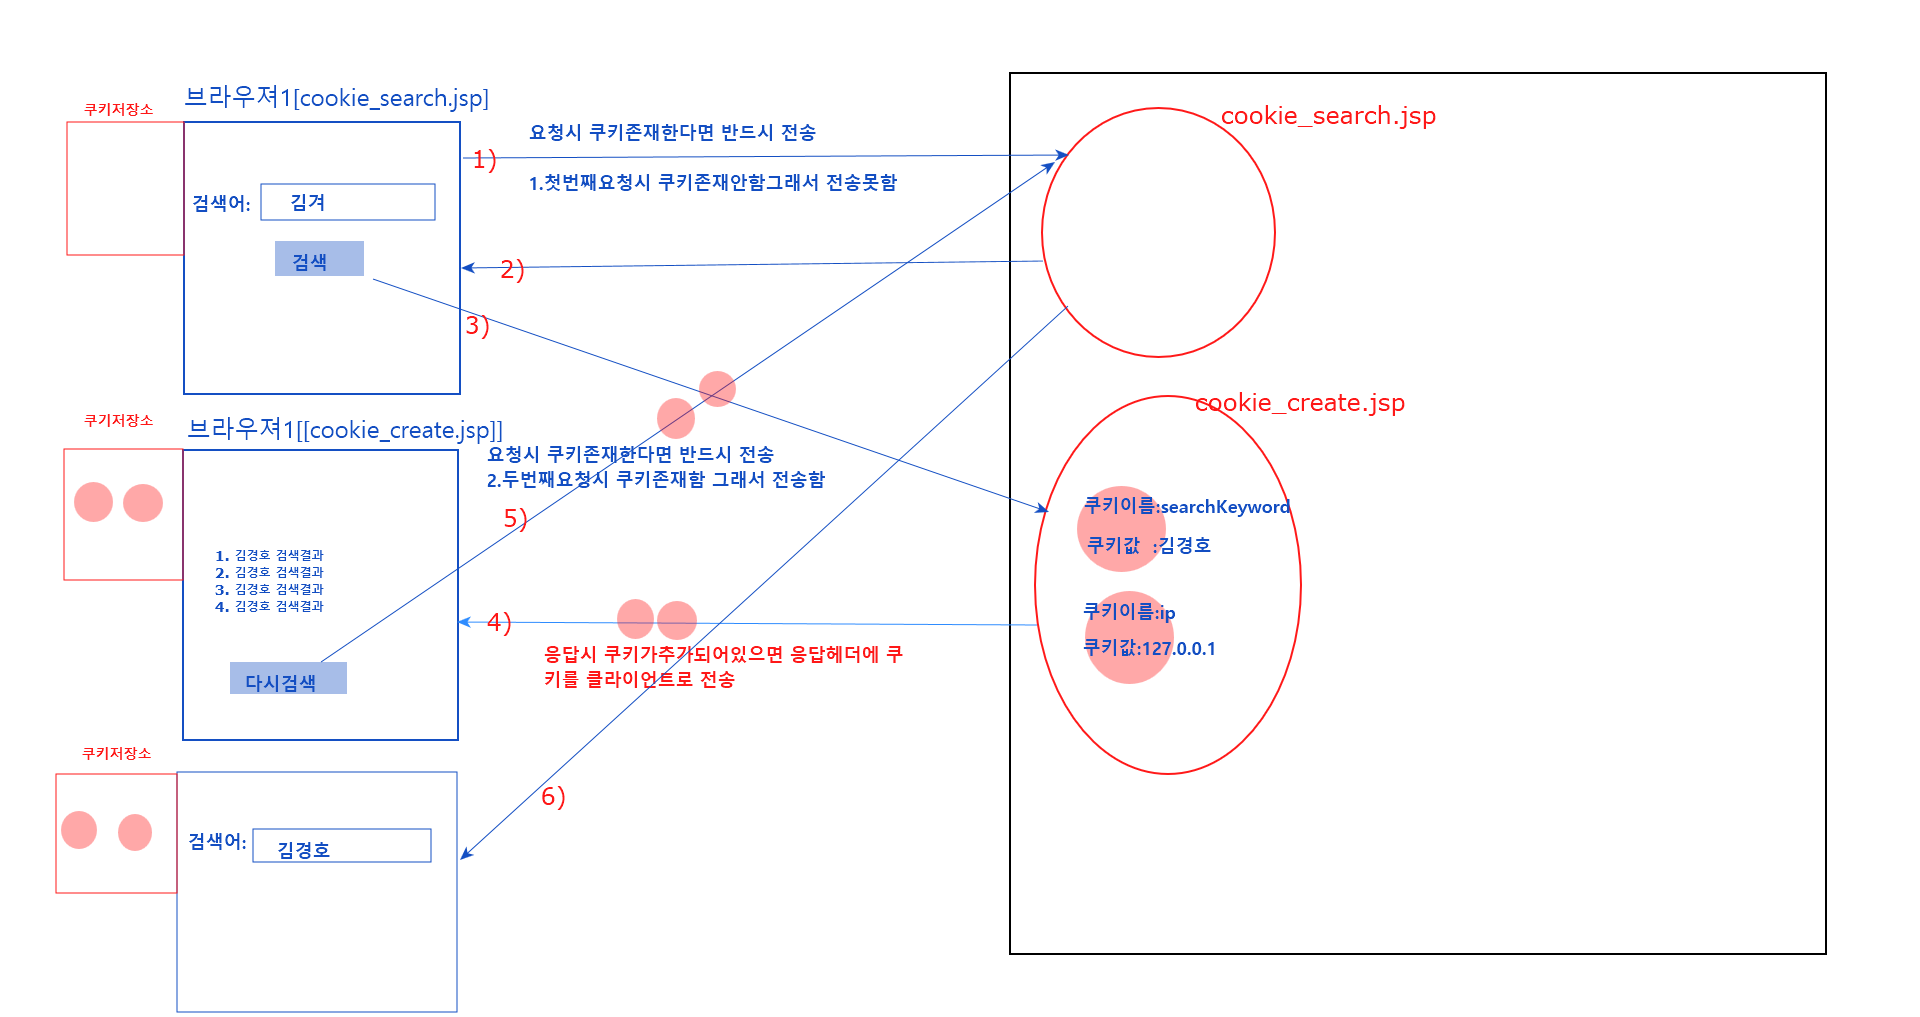 브라우져1[cookie_search.jsp]
쿠키저장소
검색어:
김겨
검색
요청시 쿠키존재한다면 반드시 전송
1)
1.첫번째요청시 쿠키존재안함그래서 전송못함
2)
3)
cookie_search.jsp
쿠기저장소
브라우져1[[cookie_create.jsp]]
요청시 쿠키존재한다면 반드시 전송
2.두번째요청시 쿠키존재함 그래서 전송함
5)
1. 김경호 검색결과
2. 김경호 검색결과
3. 김경호 검색결과
4. 김경호 검색결과
다시검색
4)
응답시 쿠키가추가되어있으면 응답헤더에 쿠
키를 클라이언트로 전송
cookie_create.jsp
쿠키이름:searchKeyword
쿠키값 :김경호
쿠키이름:ip
쿠키값:127.0.0.1
쿠키저장소
6)
검색어:
김경호